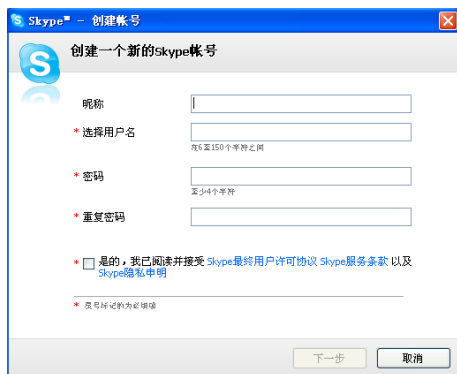 Skype™ - 创建帐号
创建一个新的Skype帐号
昵称
* 选择用户名
在6至150个字符之间
* 密码
至少4个字符
* 重复密码
* 是的，我已阅读并接受 Skype最终用户许可协议 Skype服务条款 以及
Skype隐私申明
* 星号标记的为必填项
下一步
取消